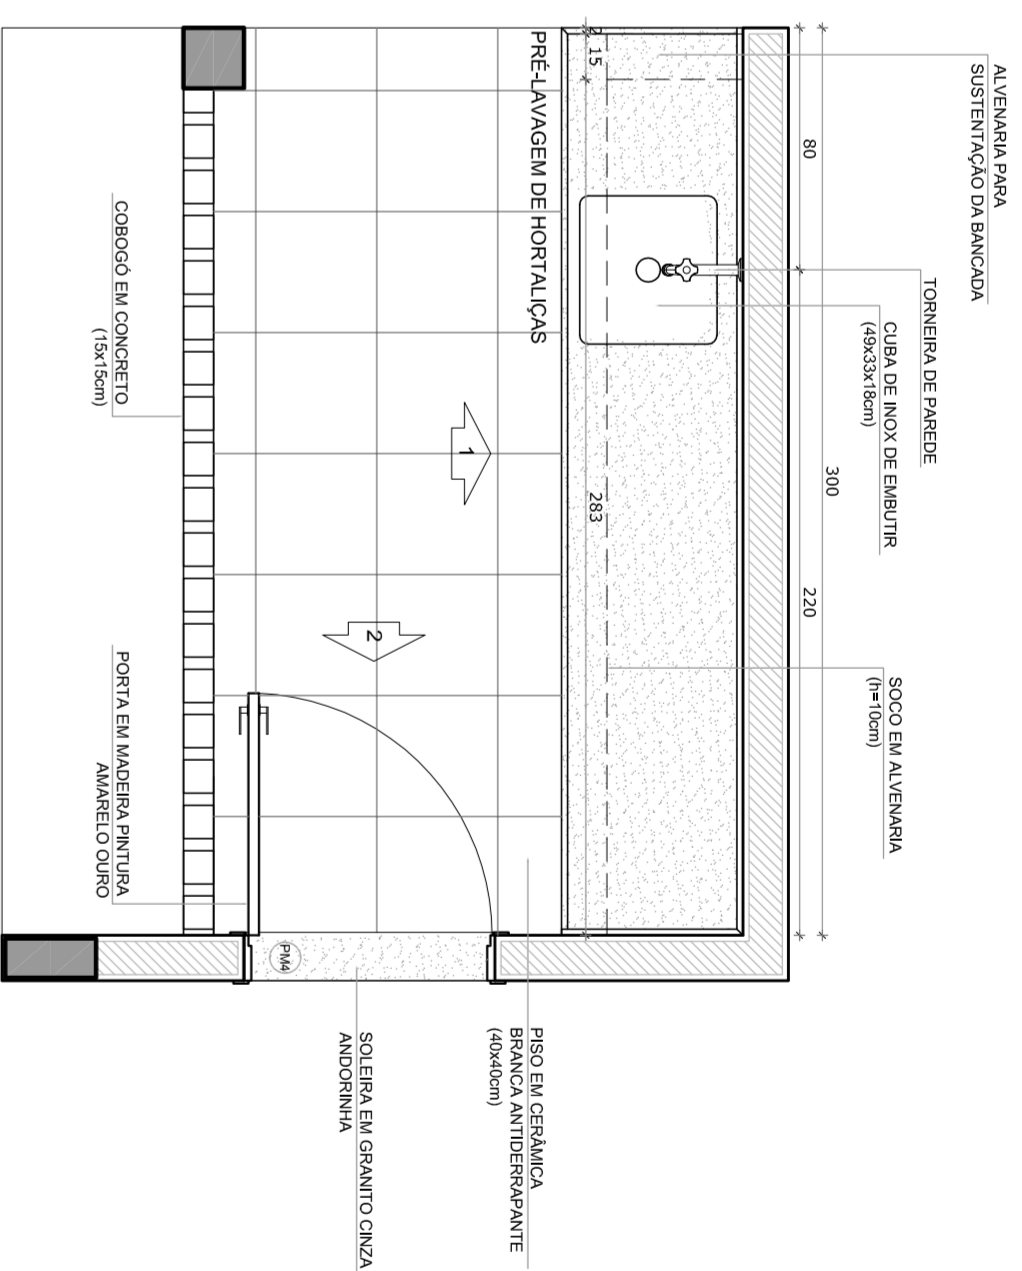 ALVENARIA PARA
SUSTENTAÇÃO DA BANCADA
TORNEIRA DE PAREDE
CUBA DE INOX DE EMBUTIR
(49x33x18cm)
SOCO EM ALVENARIA
(h=10cm)
300
80
220
2
15
283
PRÉ-LAVAGEM DE HORTALIÇAS
1
2
PISO EM CERÂMICA
BRANCA ANTIDERRAPANTE
(40x40cm)
SOLEIRA EM GRANITO CINZA
ANDORINHA
PM4
COBOGÓ EM CONCRETO
(15x15cm)
PORTA EM MADEIRA PINTURA
AMARELO OURO